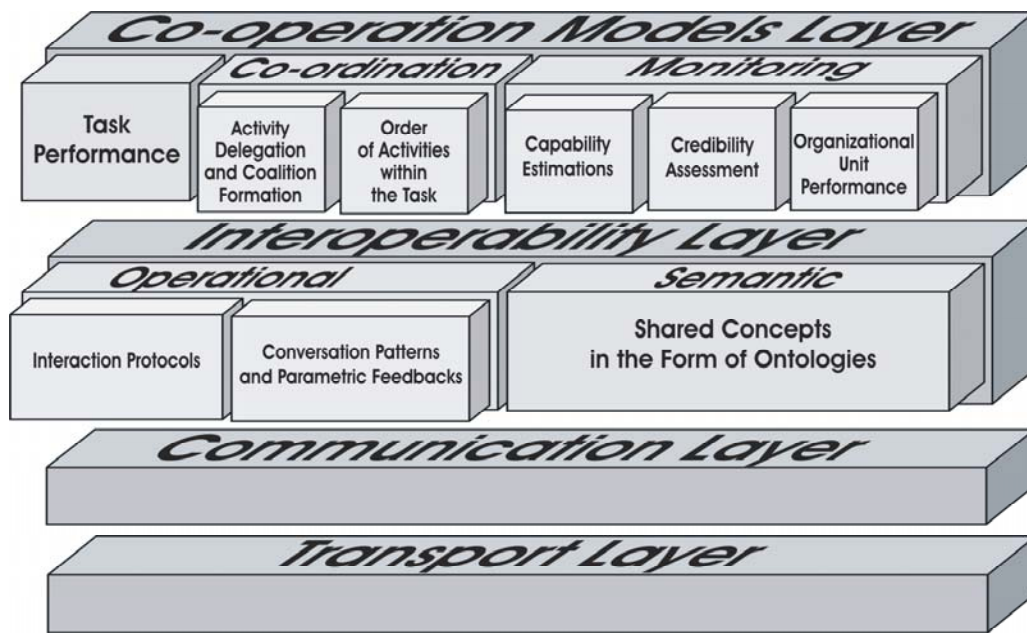 Co-operation Models Layer
Co-ordination
Monitoring
Task
Performance
Activity
Delegation
and Coalition
Formation
Order
of Activities
within
the Task
Capability
Estimations
Credibility
Assessment
Organizational
Unit
Performance
Interoperability Layer
Operational
Semantic
Interaction Protocols
Conversation Patterns
and Parametric Feedbacks
Shared Concepts
in the Form of Ontologies
Communication Layer
Transport Layer